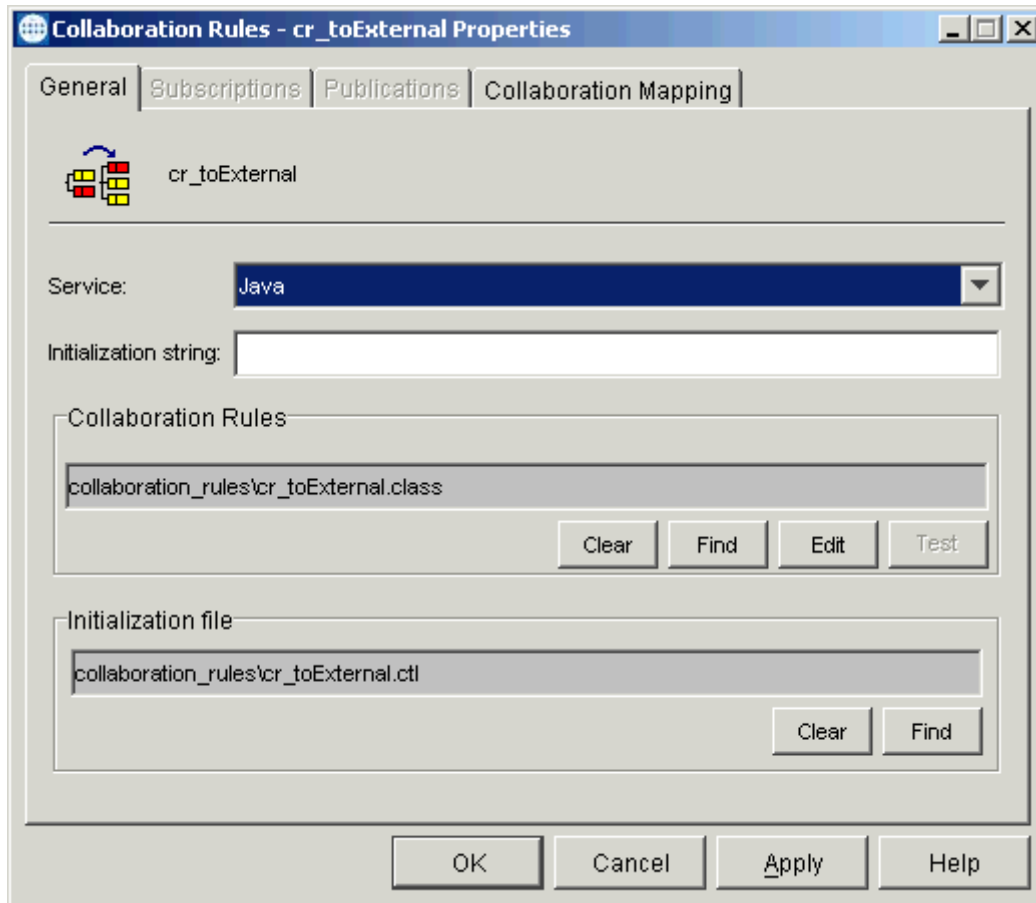 Collaboration Rules - cr_toExternal Properties
General Subscriptions Publications Collaboration Mapping
cr_toExternal
Service: Java
Initialization string:
Collaboration Rules
collaboration_rules\cr_toExternal.class
Clear Find Edit Test
Initialization file
collaboration_rules\cr_toExternal.ctl
Clear Find
OK Cancel Apply Help